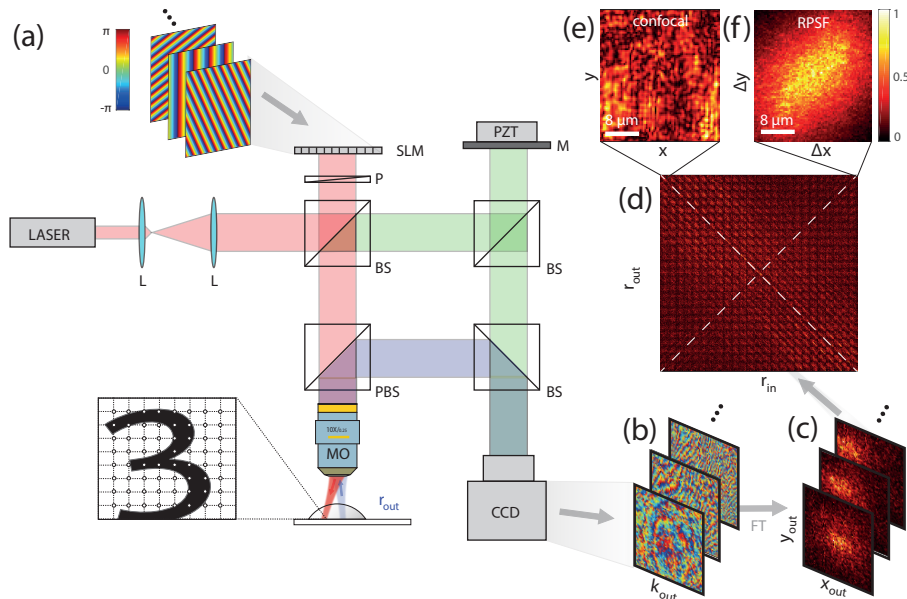 (a)
π
0
-π
SLM
P
PZT
M
LASER
L
L
BS
BS
PBS
BS
10X/0.25
MO
r_out
3
CCD
(e)
confocal
y
8 μm
x
(f)
RPSF
Δy
8 μm
Δx
1
0.5
0
(d)
r_out
r_in
(b)
k_out
FT
(c)
y_out
x_out